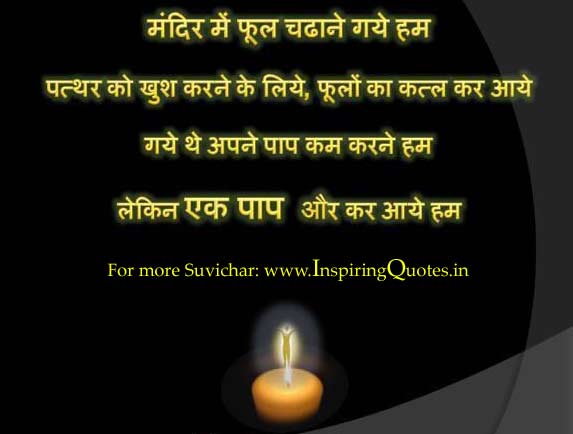 मंदिर में फूल चढाने गये हम
पत्थर को खुश करने के लिये, फूलों का कत्ल कर आये
गये थे अपने पाप कम करने हम
लेकिन एक पाप और कर आये हम
For more Suvichar: www.InspiringQuotes.in